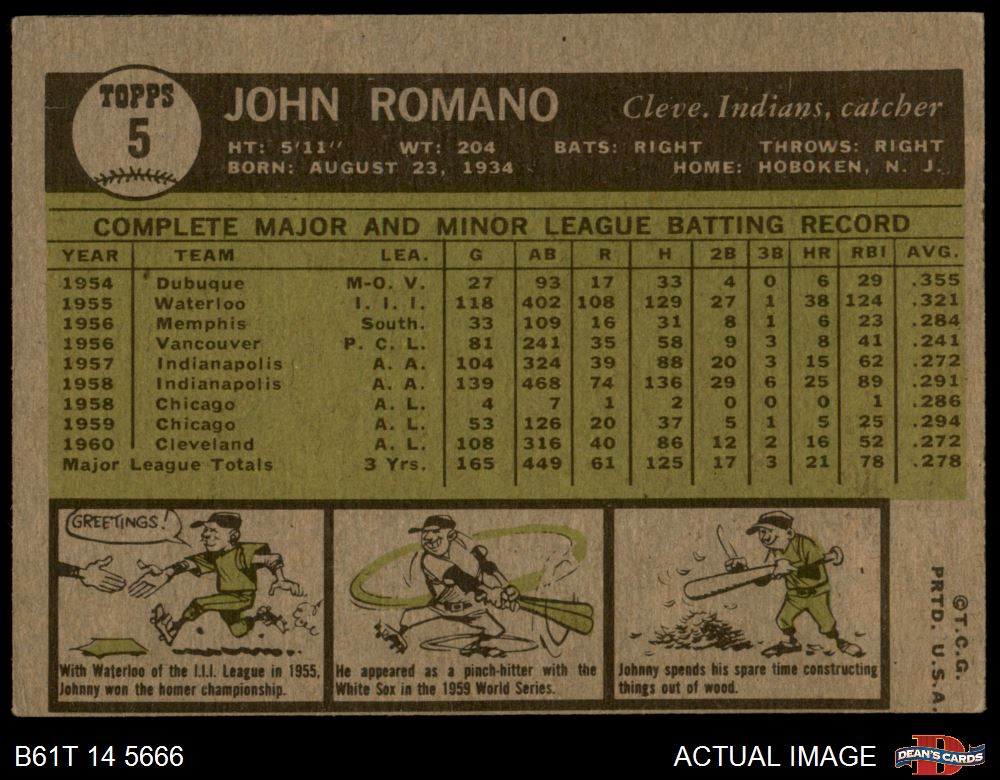 TOPPS
5
JOHN ROMANO Cleve. Indians, catcher
HT: 5'11" WT: 204 BATS: RIGHT THROWS: RIGHT
BORN: AUGUST 23, 1934 HOME: HOBOKEN, N. J.
COMPLETE MAJOR AND MINOR LEAGUE BATTING RECORD
YEAR TEAM LEA. G AB R H 2B 3B HR RBI AVG.
1954 Dubuque M-O. V. 27 93 17 33 4 0 6 29 .355
1955 Waterloo I. I. I. 118 402 108 129 27 1 38 124 .321
1956 Memphis South. 33 109 16 31 8 1 6 23 .284
1956 Vancouver P. C. L. 81 241 35 58 9 3 8 41 .241
1957 Indianapolis A. A. 104 324 39 88 20 3 15 62 .272
1958 Indianapolis A. A. 139 468 74 136 29 6 25 89 .291
1958 Chicago A. L. 4 7 1 2 0 0 0 1 .286
1959 Chicago A. L. 53 126 20 37 5 1 5 25 .294
1960 Cleveland A. L. 108 316 40 86 12 2 16 52 .272
Major League Totals 3 Yrs. 165 449 61 125 17 3 21 78 .278
GREETINGS!
With Waterloo of the I.I.I. League in 1955,
Johnny won the homer championship.
He appeared as a pinch-hitter with the
White Sox in the 1959 World Series.
Johnny spends his spare time constructing
things out of wood.
©T.C.G.
PRTD. U.S.A.
B61T 14 5666
ACTUAL IMAGE
DEAN'S CARDS